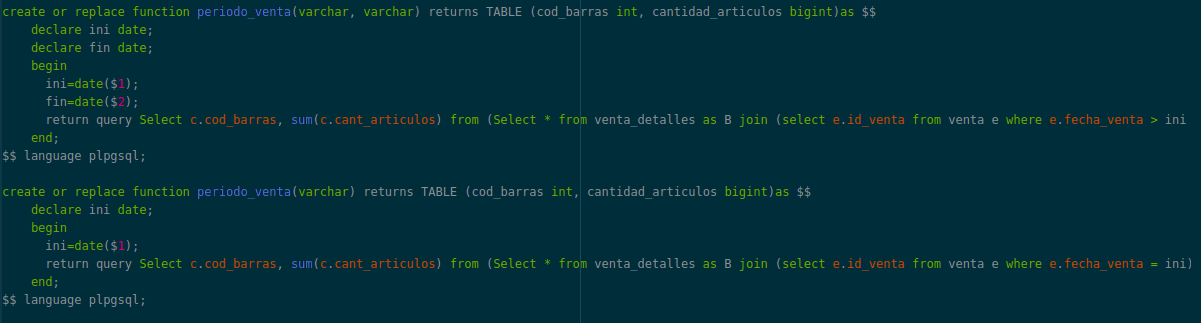 create or replace function periodo_venta(varchar, varchar) returns TABLE (cod_barras int, cantidad_articulos bigint)as $$
declare ini date;
declare fin date;
begin
ini=date($1);
fin=date($2);
return query Select c.cod_barras, sum(c.cant_articulos) from (Select * from venta_detalles as B join (select e.id_venta from venta e where e.fecha_venta > ini
end;
$$ language plpgsql;
create or replace function periodo_venta(varchar) returns TABLE (cod_barras int, cantidad_articulos bigint)as $$
declare ini date;
begin
ini=date($1);
return query Select c.cod_barras, sum(c.cant_articulos) from (Select * from venta_detalles as B join (select e.id_venta from venta e where e.fecha_venta = ini)
end;
$$ language plpgsql;